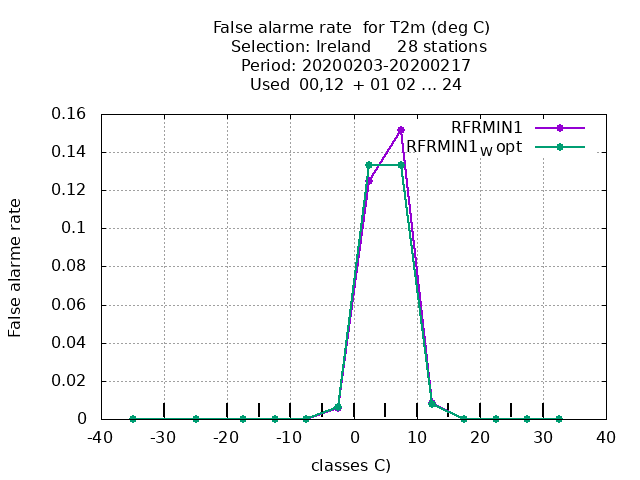 False alarme rate  for T2m (deg C)
Selection: Ireland     28 stations
Period: 20200203-20200217
Used  00,12  + 01 02 ... 24
0.16
0.14
0.12
0.1
0.08
0.06
0.04
0.02
0
False alarme rate
RFRMIN1
RFRMIN1W opt
-40 -30 -20 -10 0 10 20 30 40
classes C)